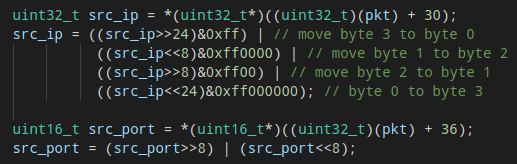 uint32_t src_ip = *(uint32_t*)((uint32_t)(pkt) + 30);
src_ip = ((src_ip>>24)&0xff) | // move byte 3 to byte 0
((src_ip<<8)&0xff0000) | // move byte 1 to byte 2
((src_ip>>8)&0xff00) | // move byte 2 to byte 1
((src_ip<<24)&0xff000000); // byte 0 to byte 3
uint16_t src_port = *(uint16_t*)((uint32_t)(pkt) + 36);
src_port = (src_port>>8) | (src_port<<8);